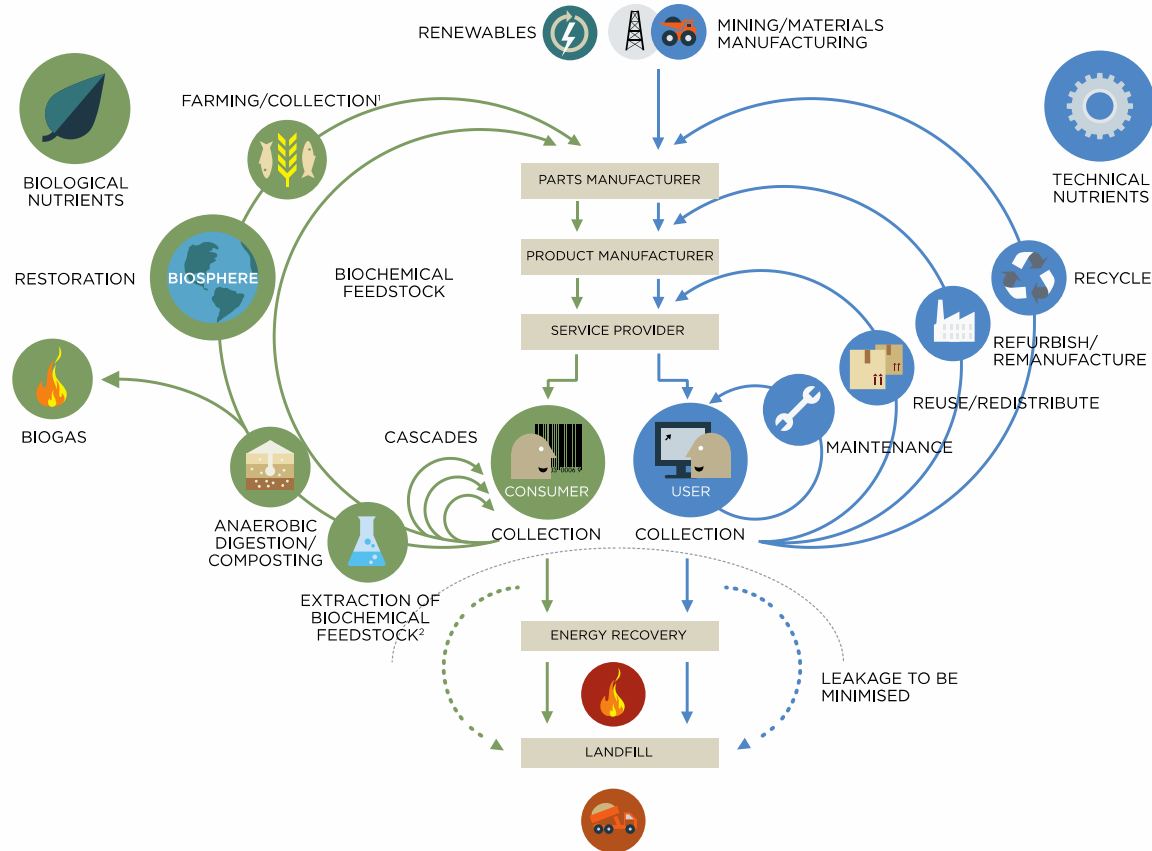 RENEWABLES
MINING/MATERIALS
MANUFACTURING
FARMING/COLLECTION¹
BIOLOGICAL
NUTRIENTS
TECHNICAL
NUTRIENTS
PARTS MANUFACTURER
PRODUCT MANUFACTURER
SERVICE PROVIDER
RESTORATION
BIOSPHERE
BIOCHEMICAL
FEEDSTOCK
RECYCLE
REFURBISH/
REMANUFACTURE
REUSE/REDISTRIBUTE
MAINTENANCE
BIOGAS
CASCADES
CONSUMER
USER
COLLECTION
COLLECTION
ANAEROBIC
DIGESTION/
COMPOSTING
EXTRACTION OF
BIOCHEMICAL
FEEDSTOCK²
ENERGY RECOVERY
LEAKAGE TO BE
MINIMISED
LANDFILL